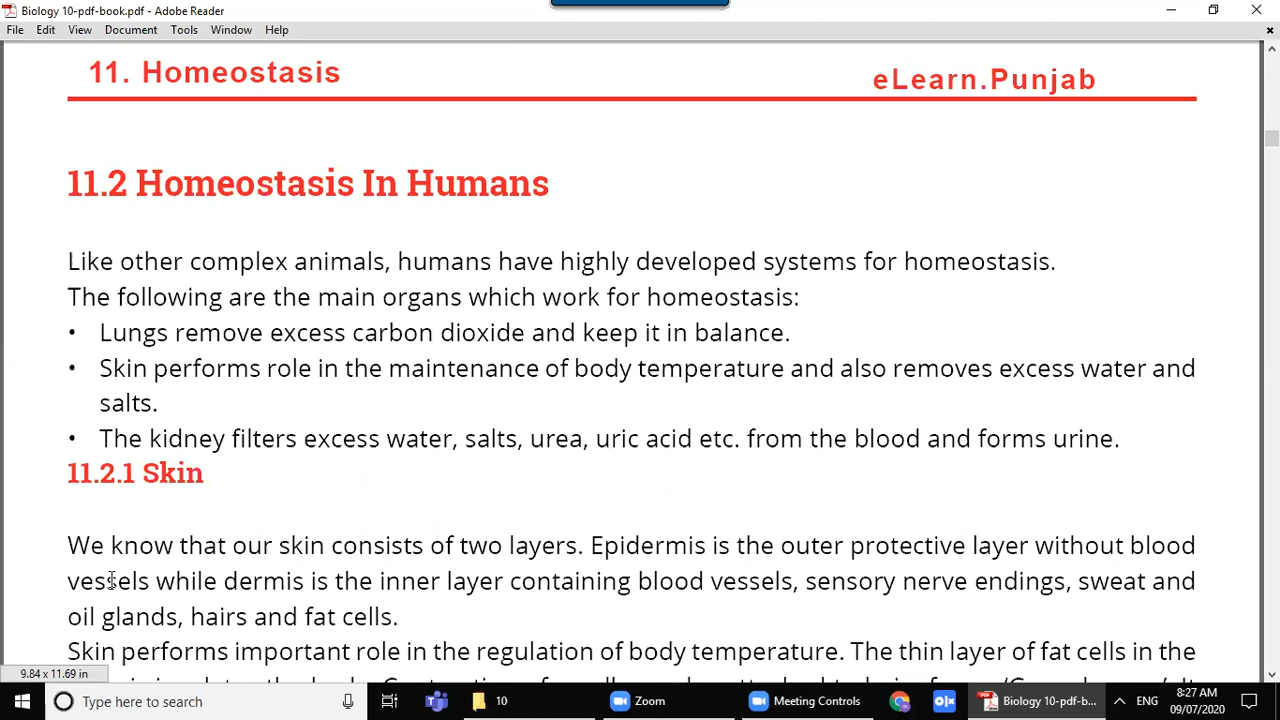 Biology 10-pdf-book.pdf - Adobe Reader
File Edit View Document Tools Window Help
11. Homeostasis
eLearn.Punjab
11.2 Homeostasis In Humans
Like other complex animals, humans have highly developed systems for homeostasis.
The following are the main organs which work for homeostasis:
• Lungs remove excess carbon dioxide and keep it in balance.
• Skin performs role in the maintenance of body temperature and also removes excess water and
salts.
• The kidney filters excess water, salts, urea, uric acid etc. from the blood and forms urine.
11.2.1 Skin
We know that our skin consists of two layers. Epidermis is the outer protective layer without blood
vessels while dermis is the inner layer containing blood vessels, sensory nerve endings, sweat and
oil glands, hairs and fat cells.
Skin performs important role in the regulation of body temperature. The thin layer of fat cells in the
9.84 x 11.69 in
Type here to search
10
Zoom
Meeting Controls
Biology 10-pdf-b...
ENG
8:27 AM
09/07/2020